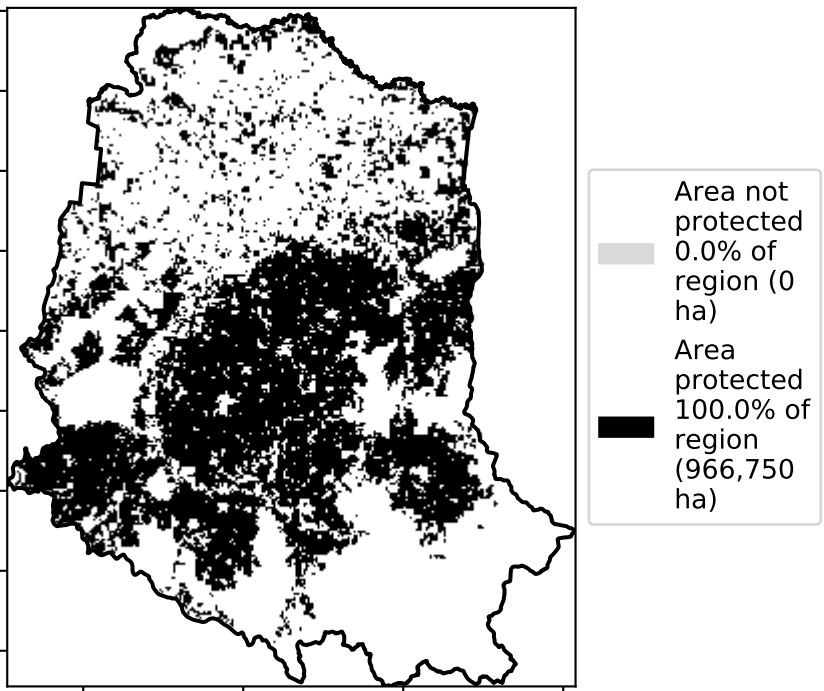 Area not
protected
0.0% of
region (0
ha)
Area
protected
100.0% of
region
(966,750
ha)